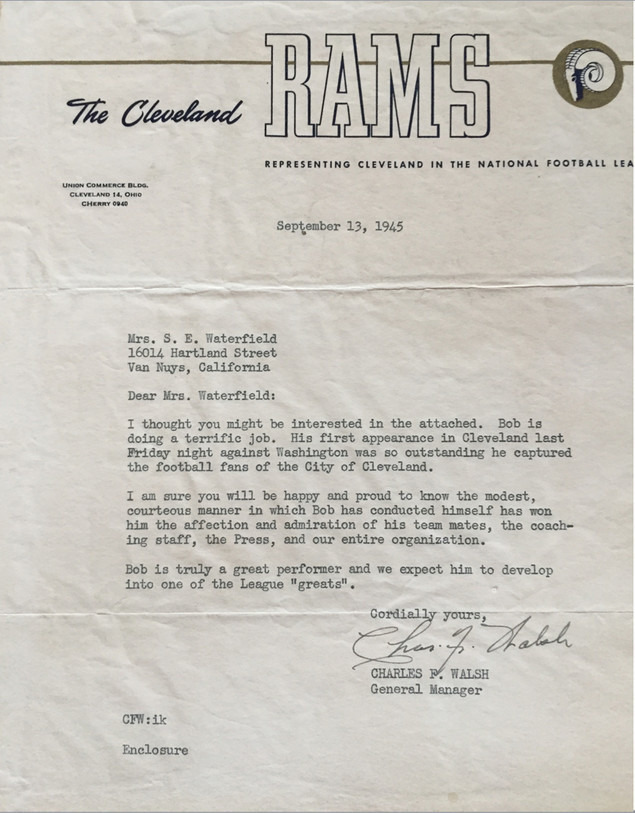 The Cleveland RAMS
REPRESENTING CLEVELAND IN THE NATIONAL FOOTBALL LEA
UNION COMMERCE BLDG.
CLEVELAND 14, OHIO
CHERRY 0940
September 13, 1945
Mrs. S. E. Waterfield
16014 Hartland Street
Van Nuys, California
Dear Mrs. Waterfield:
I thought you might be interested in the attached. Bob is
doing a terrific job. His first appearance in Cleveland last
Friday night against Washington was so outstanding he captured
the football fans of the City of Cleveland.
I am sure you will be happy and proud to know the modest,
courteous manner in which Bob has conducted himself has won
him the affection and admiration of his team mates, the coach-
ing staff, the Press, and our entire organization.
Bob is truly a great performer and we expect him to develop
into one of the League "greats".
Cordially yours,
Chas. F. Walsh
CHARLES F. WALSH
General Manager
CFW:ik
Enclosure